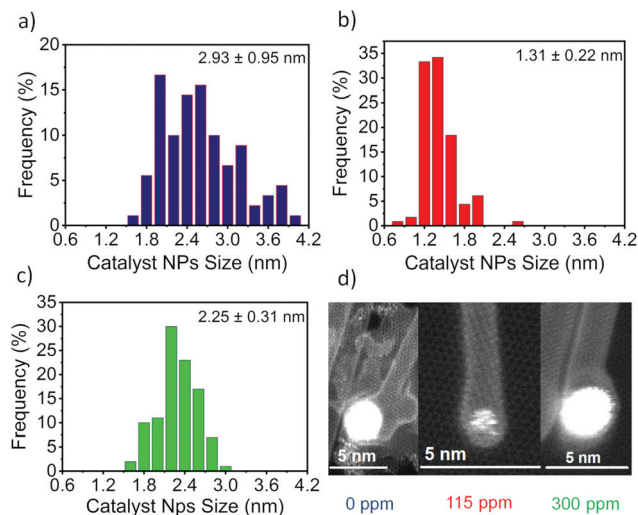 a)
2.93 ± 0.95 nm
Frequency (%)
20
15
10
5
0
0.6 1.2 1.8 2.4 3.0 3.6 4.2
Catalyst NPs Size (nm)
b)
1.31 ± 0.22 nm
Frequency (%)
35
30
25
20
15
10
5
0
0.6 1.2 1.8 2.4 3.0 3.6 4.2
Catalyst NPs Size (nm)
c)
2.25 ± 0.31 nm
Frequency (%)
35
30
25
20
15
10
5
0
0.6 1.2 1.8 2.4 3.0 3.6 4.2
Catalyst Nps Size (nm)
d)
5 nm
5 nm
5 nm
0 ppm
115 ppm
300 ppm